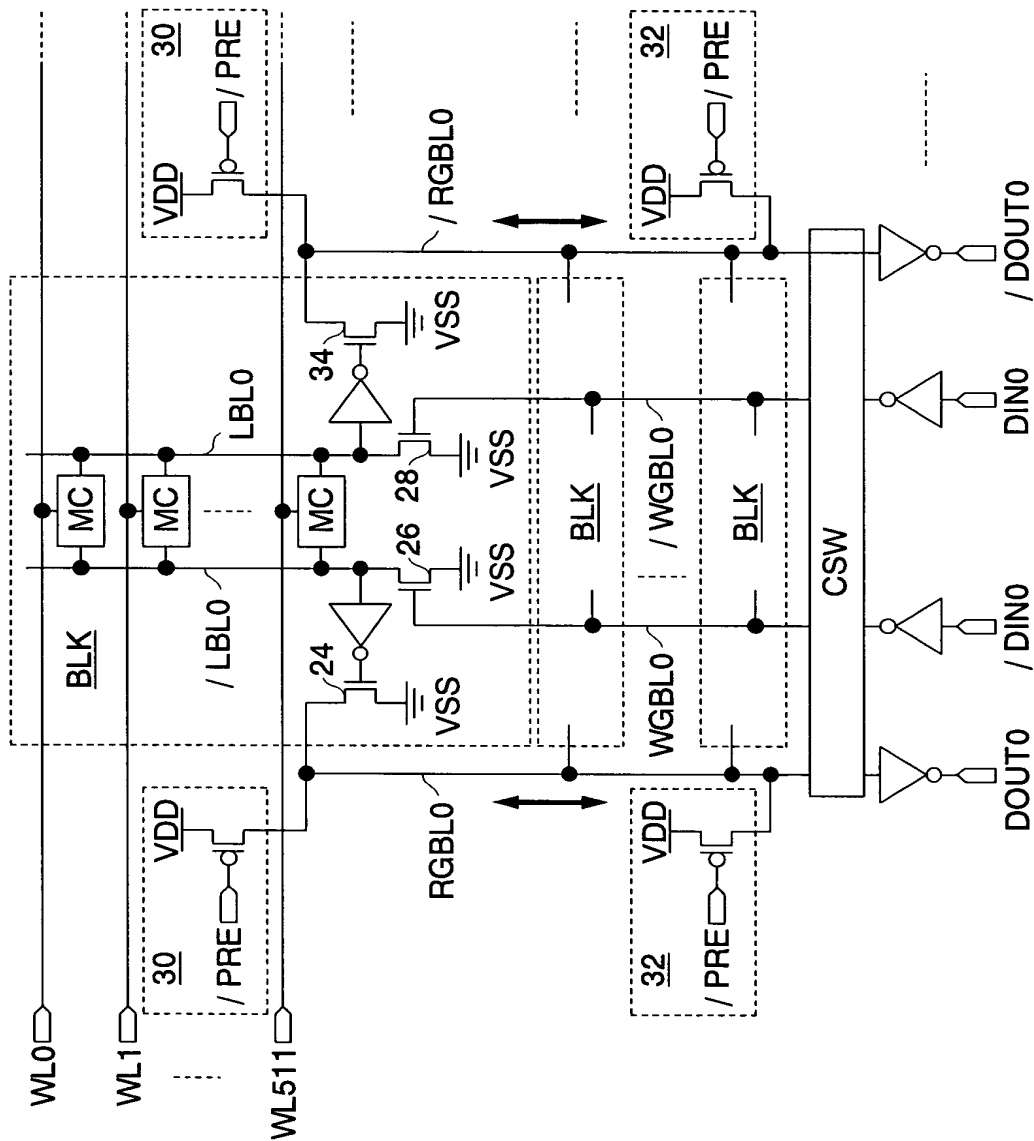 WL0
WL1
WL511
30
VDD
/ PRE
30
VDD
/ PRE
BLK
MC
MC
MC
/ LBL0
LBL0
24
VSS
26
VSS
28
VSS
34
VSS
RGBL0
/ RGBL0
32
VDD
/ PRE
32
VDD
/ PRE
BLK
WGBL0
/ WGBL0
BLK
CSW
DOUT0
/ DIN0
DIN0
/ DOUT0